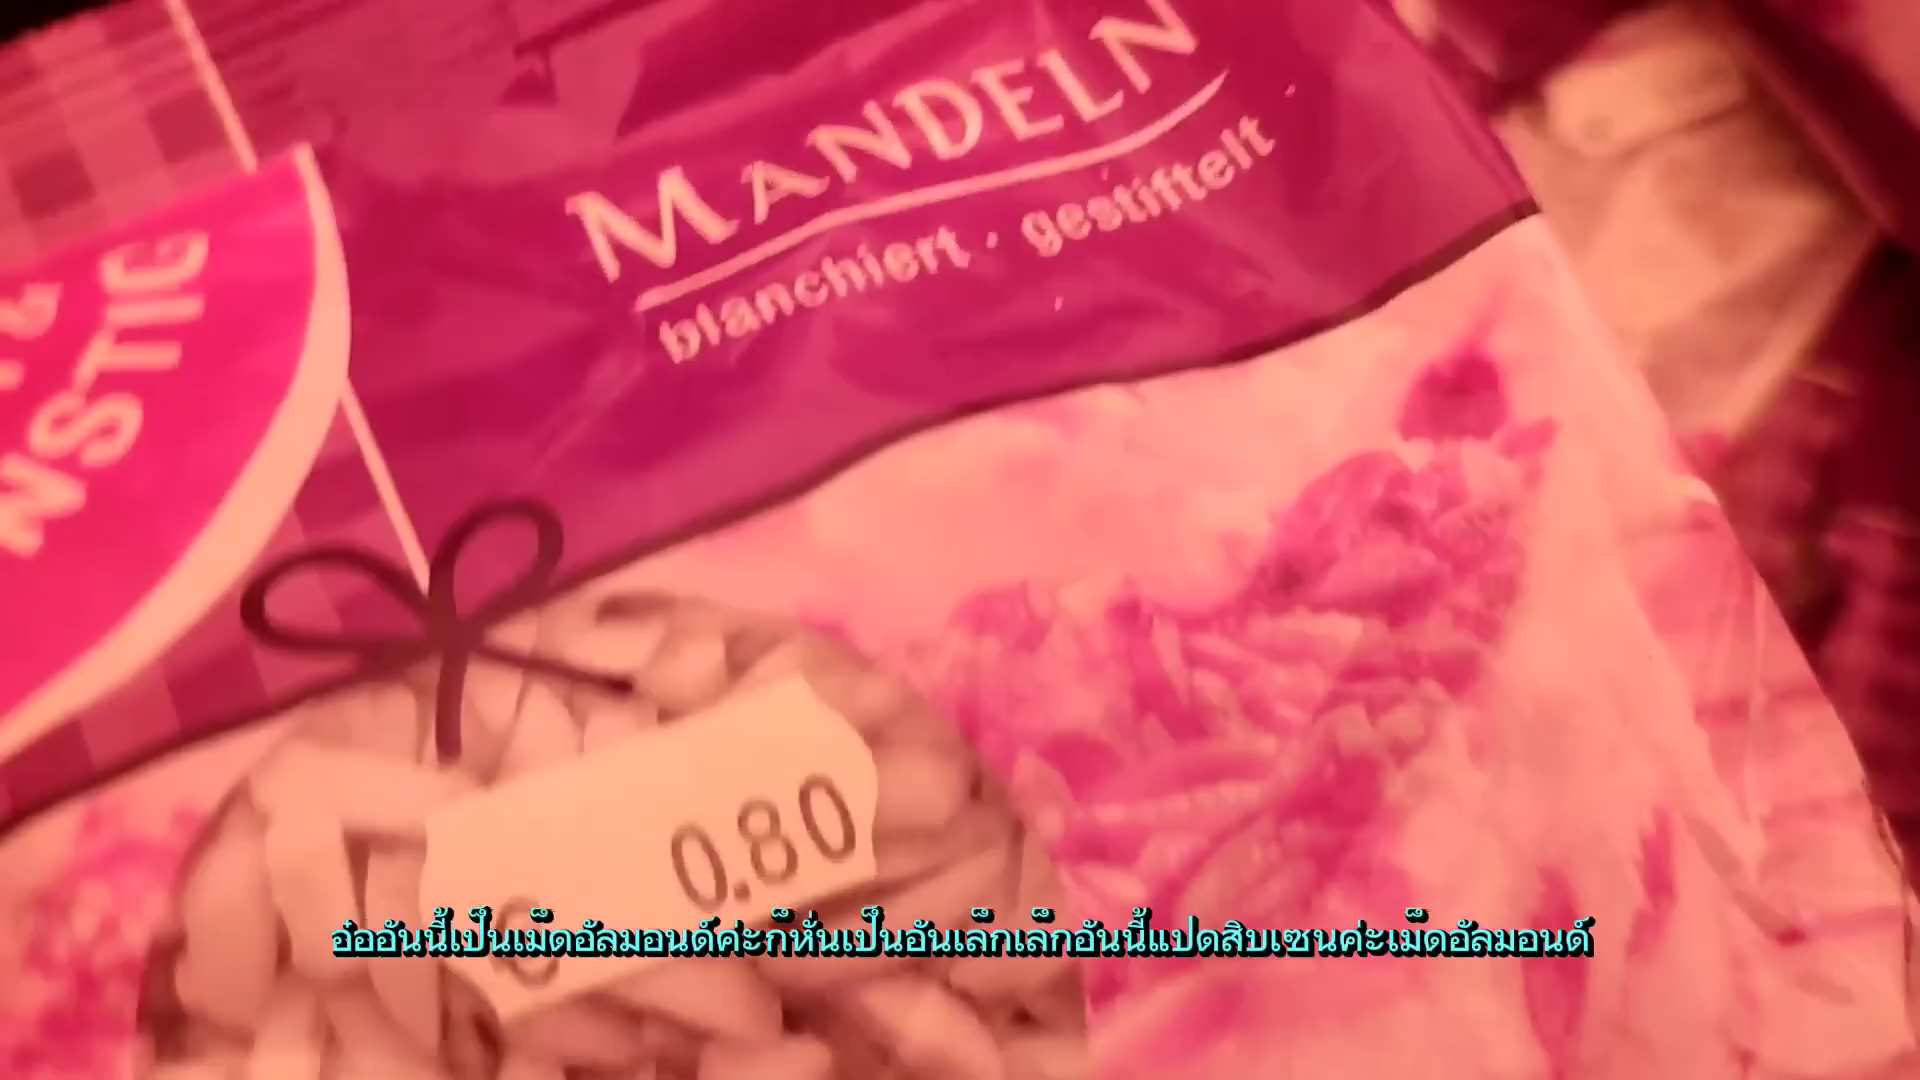 MANDELN
blanchiert · gestiftelt
&
NSTIG
0.80
€
อ๋ออันนี้เป็นเม็ดอัลมอนด์ค่ะก็หั่นเป็นอันเล็กเล็กอันนี้แปดสิบเซนค่ะเม็ดอัลมอนด์